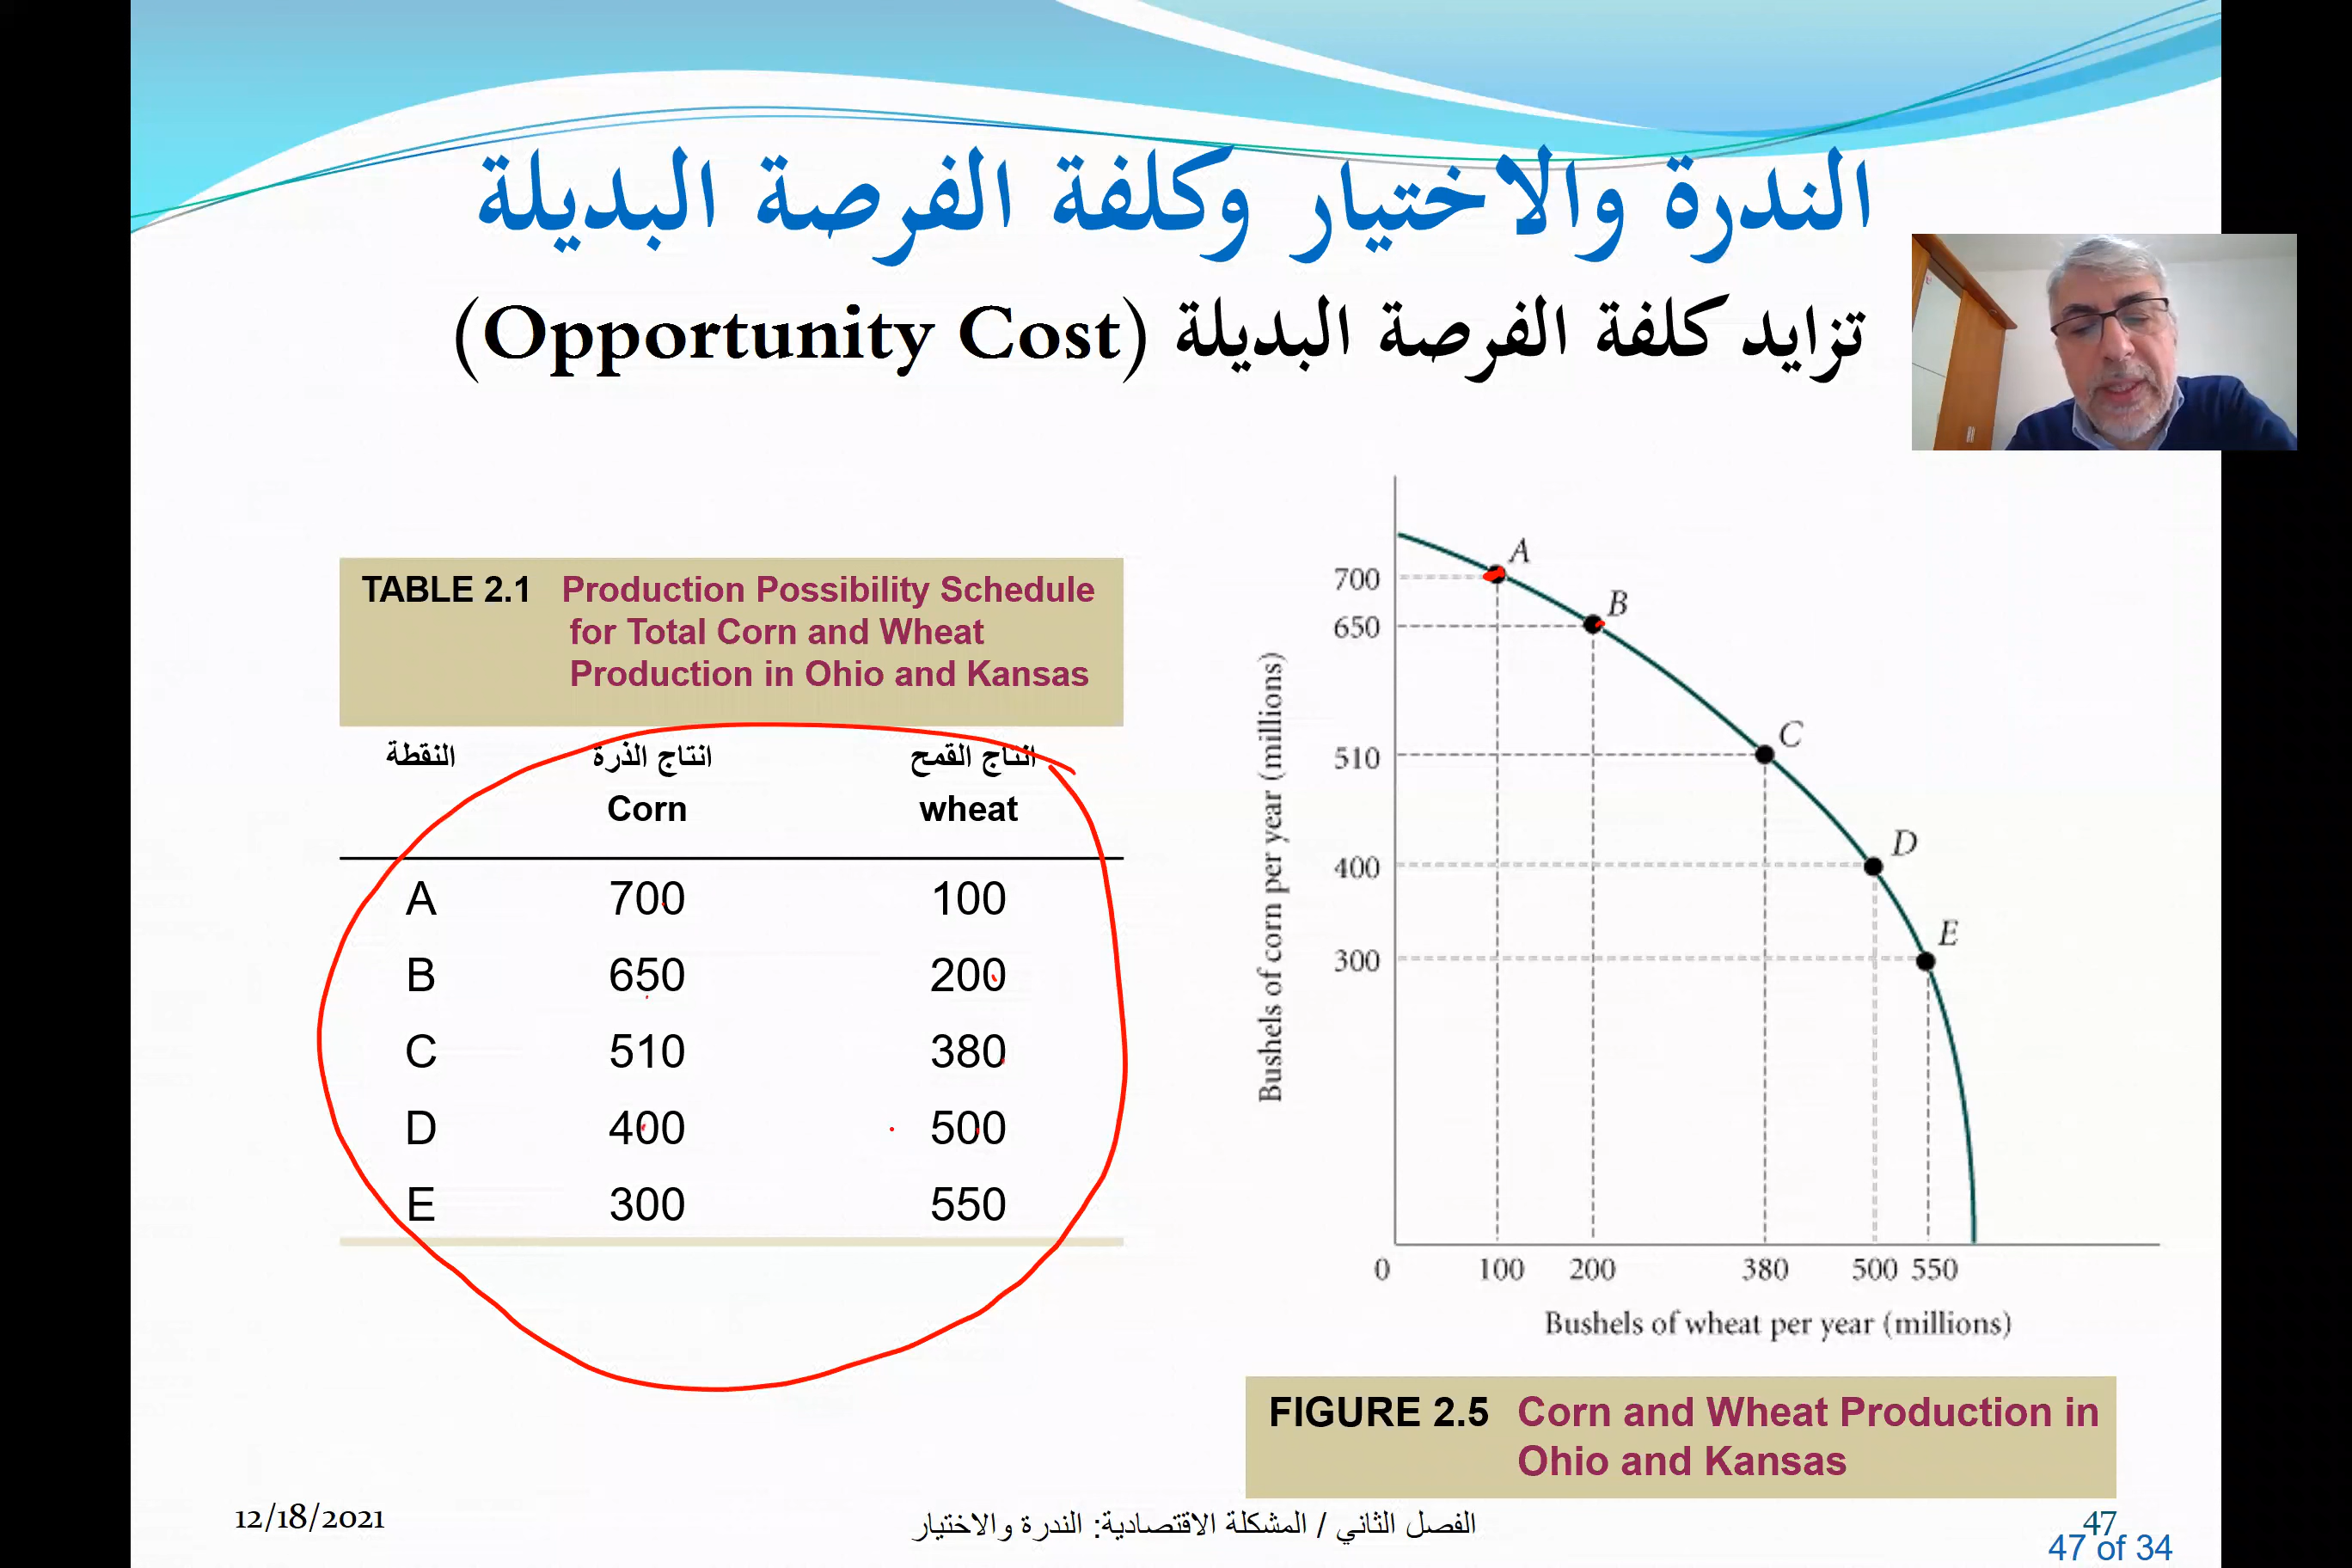 الندرة والاختيار وكلفة الفرصة البديلة
تزايد كلفة الفرصة البديلة (Opportunity Cost)
TABLE 2.1 Production Possibility Schedule
for Total Corn and Wheat
Production in Ohio and Kansas
النقطة انتاج الذرة انتاج القمح
Corn wheat
A 700 100
B 650 200
C 510 380
D 400 500
E 300 550
Bushels of corn per year (millions)
700
650
510
400
300
A
B
C
D
E
0 100 200 380 500 550
Bushels of wheat per year (millions)
FIGURE 2.5 Corn and Wheat Production in
Ohio and Kansas
12/18/2021
الفصل الثاني / المشكلة الاقتصادية: الندرة والاختيار
47
47 of 34